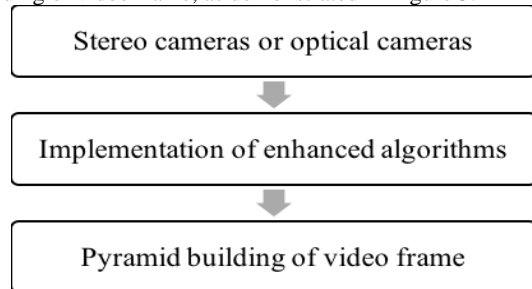 Stereo cameras or optical cameras
Implementation of enhanced algorithms
Pyramid building of video frame